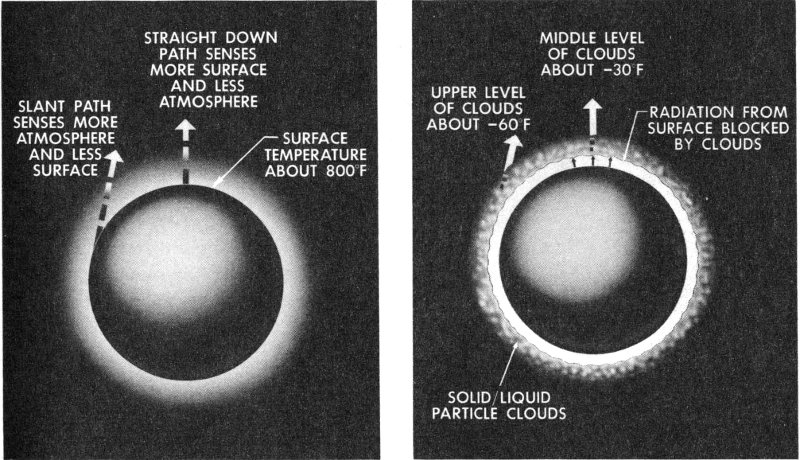 STRAIGHT DOWN
PATH SENSES
MORE SURFACE
AND LESS
ATMOSPHERE
SLANT PATH
SENSES MORE
ATMOSPHERE
AND LESS
SURFACE
SURFACE
TEMPERATURE
ABOUT 800°F
MIDDLE LEVEL
OF CLOUDS
ABOUT -30°F
UPPER LEVEL
OF CLOUDS
ABOUT -60°F
RADIATION FROM
SURFACE BLOCKED
BY CLOUDS
SOLID/LIQUID
PARTICLE CLOUDS